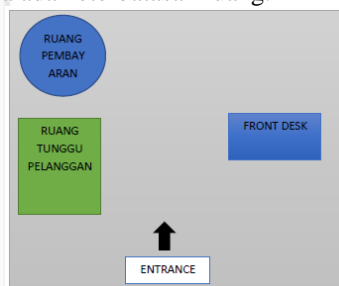 RUANG
PEMBAY
ARAN
RUANG
TUNGGU
PELANGGAN
FRONT DESK
ENTRANCE